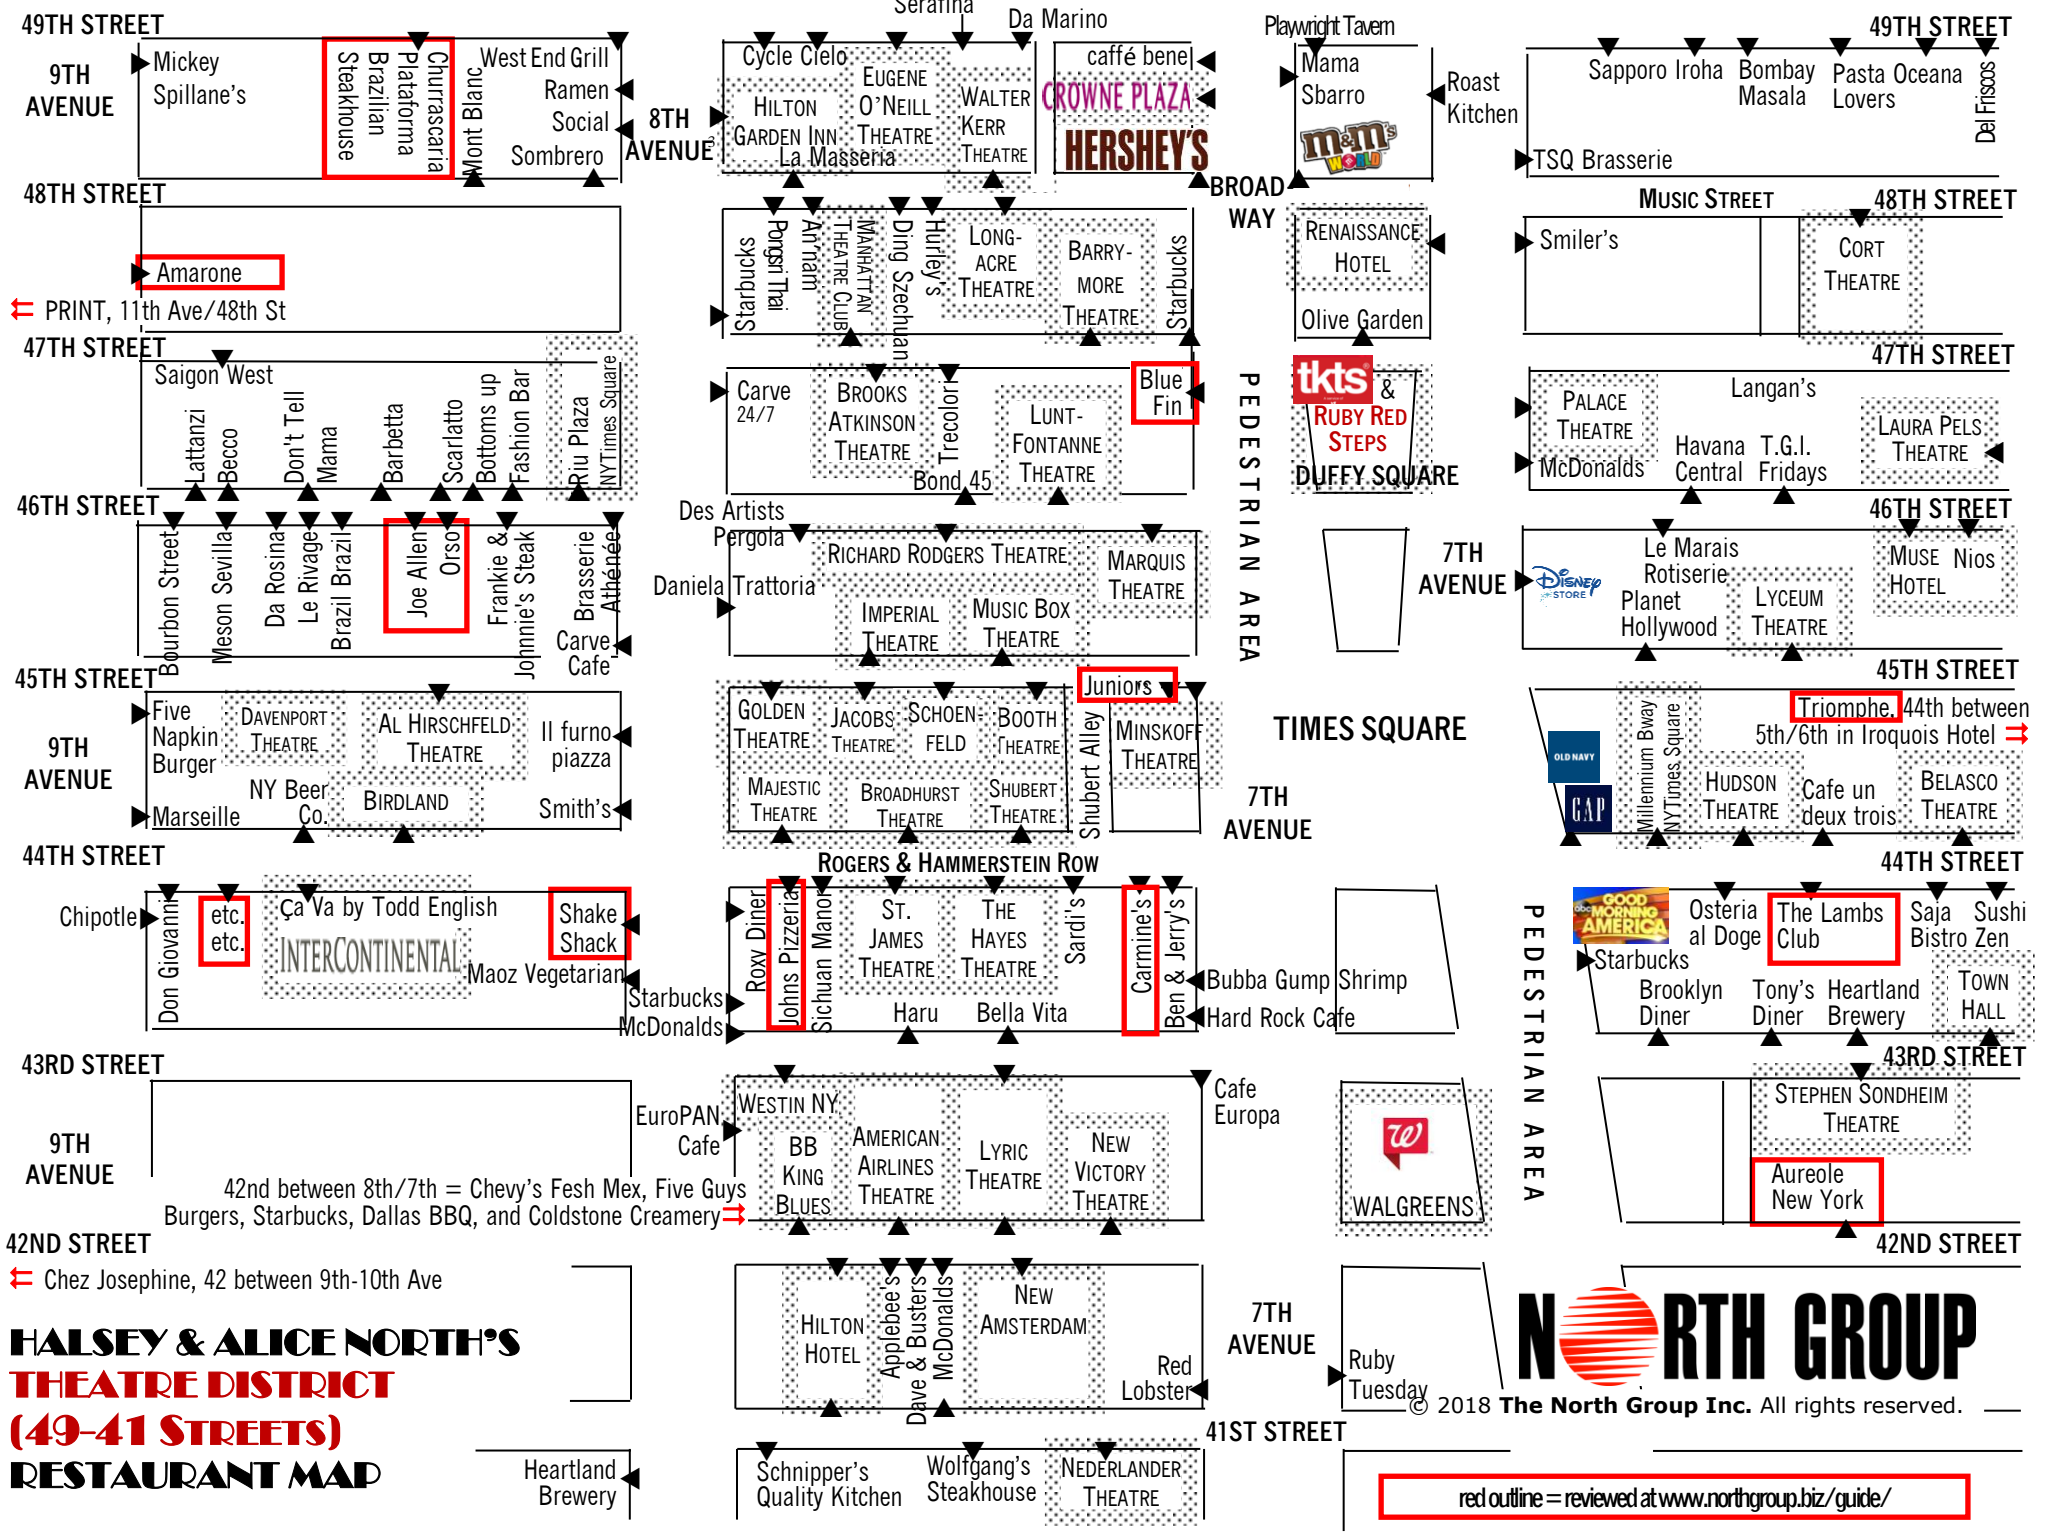 Serafina
Da Marino
Playwright Tavern
49TH STREET
49TH STREET
9TH
AVENUE
Mickey
Spillane's
Churrascaria
Plataforma
Brazilian
Steakhouse
Mont Blanc
West End Grill
Ramen
Social
Sombrero
8TH
AVENUE
Cycle Cielo
HILTON
GARDEN INN
La Masseria
EUGENE
O'NEILL
THEATRE
WALTER
KERR
THEATRE
caffé bene
CROWNE PLAZA
HERSHEY'S
Mama
Sbarro
m&m's
WORLD
Roast
Kitchen
Sapporo Iroha
Bombay
Masala
Pasta
Lovers
Oceana
Del Friscos
TSQ Brasserie
48TH STREET
BROAD
WAY
MUSIC STREET
48TH STREET
Amarone
⇇ PRINT, 11th Ave/48th St
Starbucks
Pongsri Thai
An'nam
MANHATTAN
THEATRE CLUB
Ding Szechuan
Hurley's
LONG-
ACRE
THEATRE
BARRY-
MORE
THEATRE
Starbucks
RENAISSANCE
HOTEL
Olive Garden
Smiler's
CORT
THEATRE
47TH STREET
47TH STREET
Saigon West
Lattanzi
Becco
Don't Tell
Mama
Barbetta
Scarlatto
Bottoms up
Fashion Bar
Riu Plaza
NYTimes Square
Carve
24/7
BROOKS
ATKINSON
THEATRE
Trecolori
Bond 45
LUNT-
FONTANNE
THEATRE
Blue
Fin
PEDESTRIAN AREA
tkts
&
RUBY RED
STEPS
DUFFY SQUARE
PALACE
THEATRE
McDonalds
Langan's
Havana
Central
T.G.I.
Fridays
LAURA PELS
THEATRE
46TH STREET
46TH STREET
Bourbon Street
Meson Sevilla
Da Rosina
Le Rivage
Brazil Brazil
Joe Allen
Orso
Frankie &
Johnnie's Steak
Brasserie
Athénée
Carve
Cafe
Des Artists
Pergola
Daniela Trattoria
RICHARD RODGERS THEATRE
IMPERIAL
THEATRE
MUSIC BOX
THEATRE
MARQUIS
THEATRE
7TH
AVENUE
Disney
STORE
Le Marais
Rotiserie
Planet
Hollywood
LYCEUM
THEATRE
MUSE
HOTEL
Nios
45TH STREET
45TH STREET
9TH
AVENUE
Five
Napkin
Burger
Marseille
DAVENPORT
THEATRE
NY Beer
Co.
AL HIRSCHFELD
THEATRE
BIRDLAND
Il furno
piazza
Smith's
GOLDEN
THEATRE
JACOBS
THEATRE
SCHOEN-
FELD
BOOTH
THEATRE
MAJESTIC
THEATRE
BROADHURST
THEATRE
SHUBERT
THEATRE
Shubert Alley
Juniors
MINSKOFF
THEATRE
TIMES SQUARE
7TH
AVENUE
OLD NAVY
GAP
Millennium Bway
NYTimes Square
Triomphe, 44th between
5th/6th in Iroquois Hotel ⇉
HUDSON
THEATRE
Cafe un
deux trois
BELASCO
THEATRE
44TH STREET
ROGERS & HAMMERSTEIN ROW
44TH STREET
Chipotle
Don Giovanni
etc.
etc.
Ça Va by Todd English
INTERCONTINENTAL
Shake
Shack
Maoz Vegetarian
Starbucks
McDonalds
Roxy Diner
Johns Pizzeria
Sichuan Manor
ST.
JAMES
THEATRE
THE
HAYES
THEATRE
Haru
Bella Vita
Sardi's
Carmine's
Ben & Jerry's
Bubba Gump Shrimp
Hard Rock Cafe
PEDESTRIAN AREA
abc
GOOD
MORNING
AMERICA
Starbucks
Osteria
al Doge
The Lambs
Club
Saja
Bistro
Sushi
Zen
Brooklyn
Diner
Tony's
Diner
Heartland
Brewery
TOWN
HALL
43RD STREET
43RD STREET
9TH
AVENUE
42nd between 8th/7th = Chevy's Fesh Mex, Five Guys
Burgers, Starbucks, Dallas BBQ, and Coldstone Creamery ⇉
EuroPAN
Cafe
WESTIN NY
BB
KING
BLUES
AMERICAN
AIRLINES
THEATRE
LYRIC
THEATRE
NEW
VICTORY
THEATRE
Cafe
Europa
W
WALGREENS
STEPHEN SONDHEIM
THEATRE
Aureole
New York
42ND STREET
42ND STREET
⇇ Chez Josephine, 42 between 9th-10th Ave
HILTON
HOTEL
Applebee's
Dave & Busters
McDonalds
NEW
AMSTERDAM
Red
Lobster
7TH
AVENUE
Ruby
Tuesday
NORTH GROUP
© 2018 The North Group Inc. All rights reserved.
HALSEY & ALICE NORTH'S
THEATRE DISTRICT
(49-41 STREETS)
RESTAURANT MAP
41ST STREET
Heartland
Brewery
Schnipper's
Quality Kitchen
Wolfgang's
Steakhouse
NEDERLANDER
THEATRE
red outline = reviewed at www.northgroup.biz/guide/